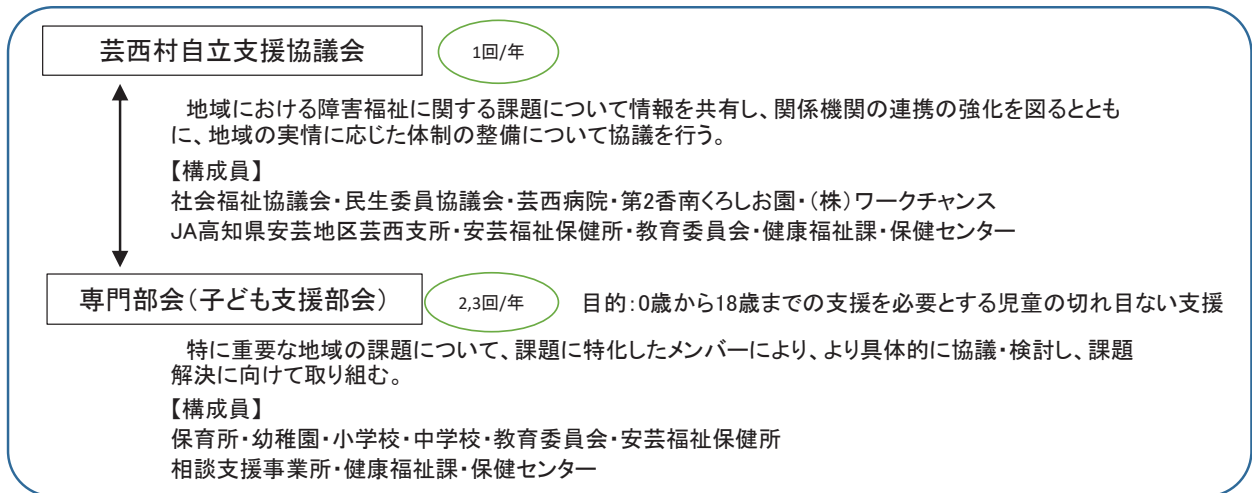 芸西村自立支援協議会
1回/年
地域における障害福祉に関する課題について情報を共有し、関係機関の連携の強化を図るととも
に、地域の実情に応じた体制の整備について協議を行う。
【構成員】
社会福祉協議会・民生委員協議会・芸西病院・第2香南くろしお園・(株)ワークチャンス
JA高知県安芸地区芸西支所・安芸福祉保健所・教育委員会・健康福祉課・保健センター
専門部会(子ども支援部会)
2,3回/年
目的:0歳から18歳までの支援を必要とする児童の切れ目ない支援
特に重要な地域の課題について、課題に特化したメンバーにより、より具体的に協議・検討し、課題
解決に向けて取り組む。
【構成員】
保育所・幼稚園・小学校・中学校・教育委員会・安芸福祉保健所
相談支援事業所・健康福祉課・保健センター